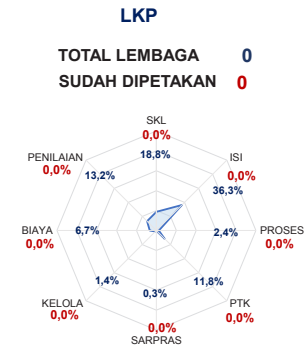 LKP
TOTAL LEMBAGA 0
SUDAH DIPETAKAN 0
SKL
0,0%
18,8%
PENILAIAN
0,0%
13,2%
ISI
0,0%
36,3%
BIAYA
0,0%
6,7%
2,4%
PROSES
0,0%
1,4%
KELOLA
0,0%
0,3%
0,0%
SARPRAS
11,8%
PTK
0,0%